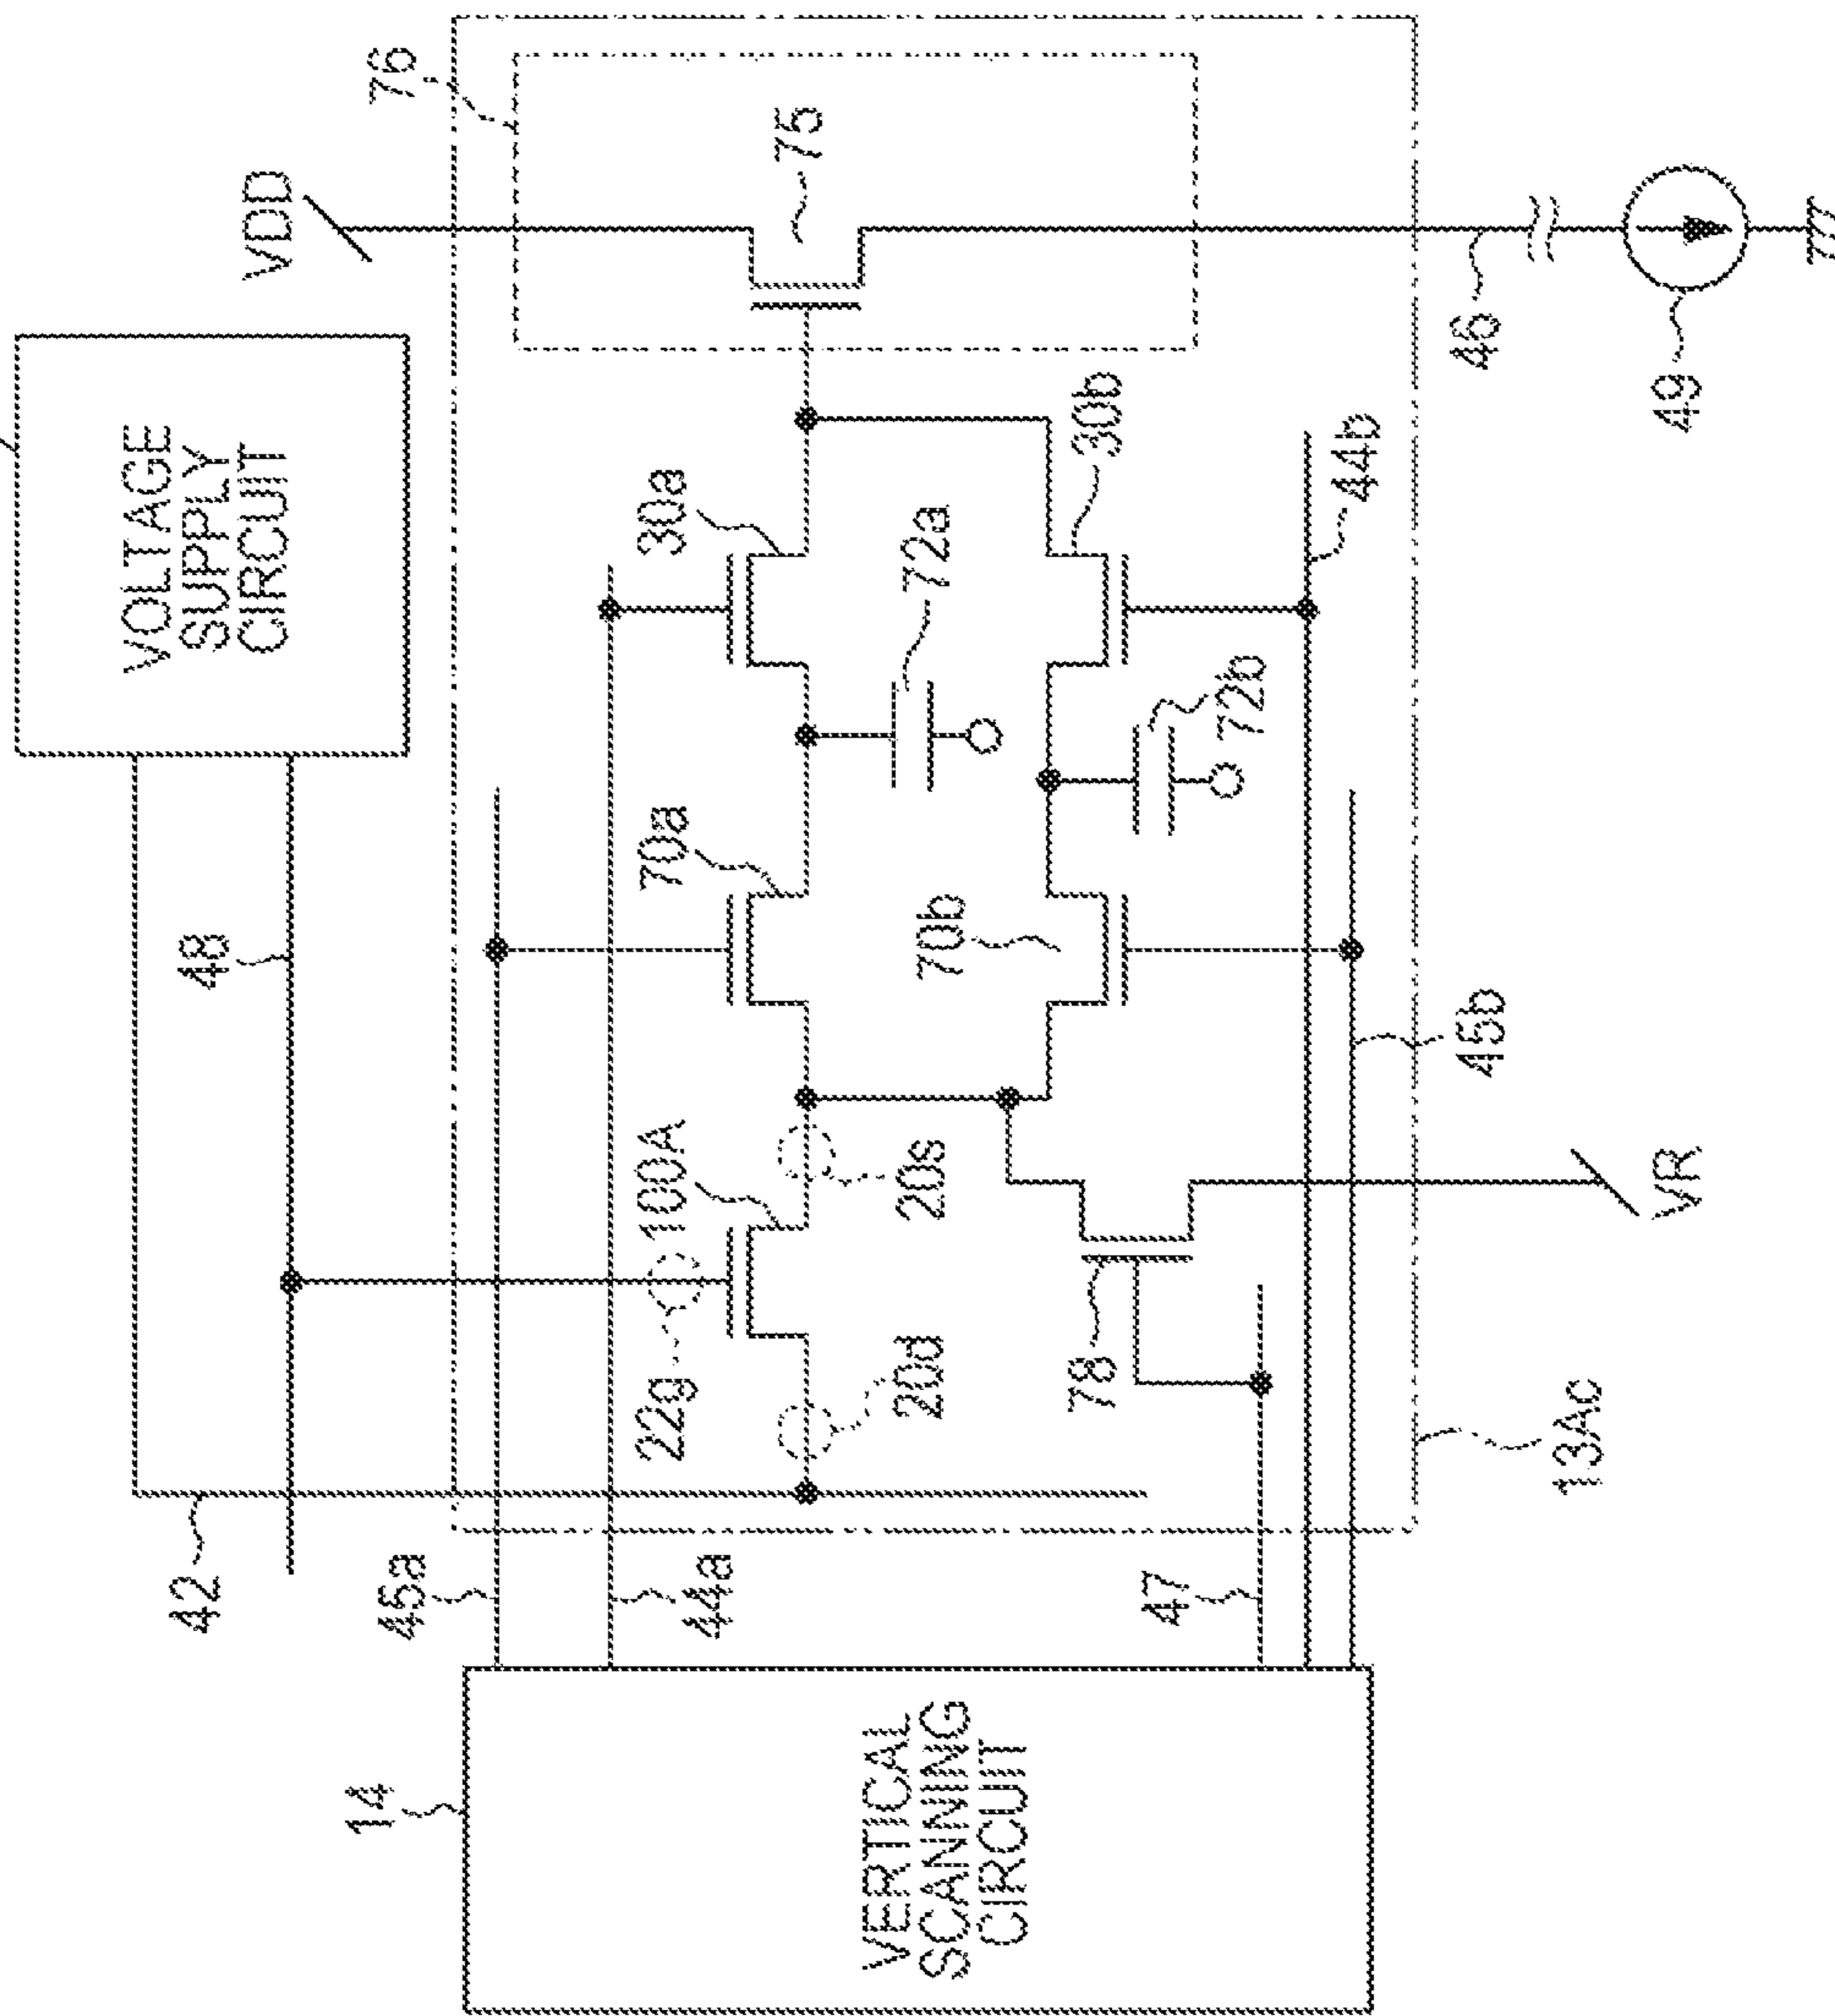 VOLTAGE
SUPPLY
CIRCUIT
VDD
76
75
48
42
45a
44a
70a
30a
72a
100A
22g
20s
20d
70b
30b
72b
78
47
44b
45b
46
49
VR
13Ac
14
VERTICAL
SCANNING
CIRCUIT